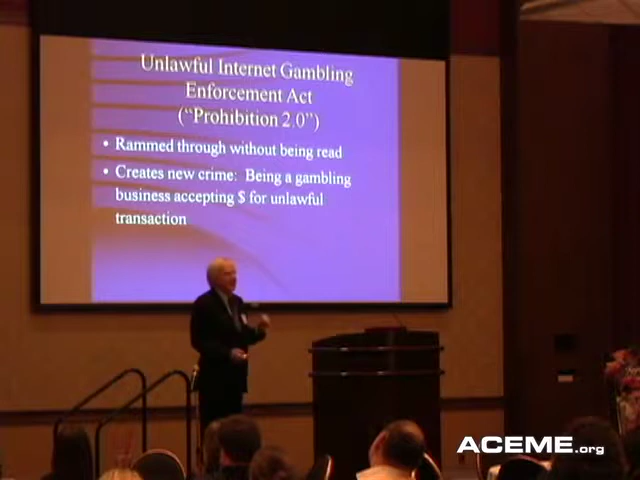 Unlawful Internet Gambling
Enforcement Act
("Prohibition 2.0")
• Rammed through without being read
• Creates new crime: Being a gambling
business accepting $ for unlawful
transaction
ACEME.org